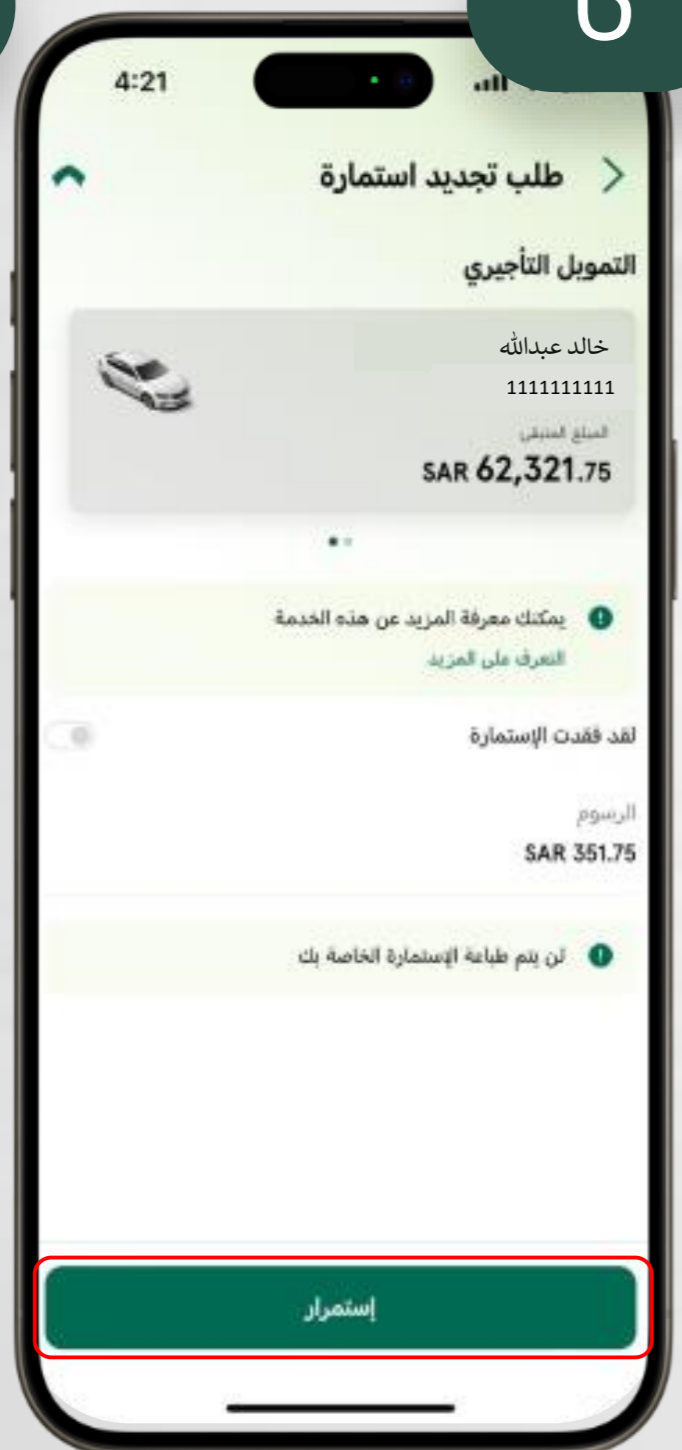 6
4:21
طلب تجديد استمارة
التمويل التأجيري
خالد عبدالله
1111111111
المبلغ المتبقي
SAR 62,321.75
يمكنك معرفة المزيد عن هذه الخدمة
التعرف على المزيد
لقد فقدت الإستمارة
الرسوم
SAR 351.75
لن يتم طباعة الإستمارة الخاصة بك
إستمرار